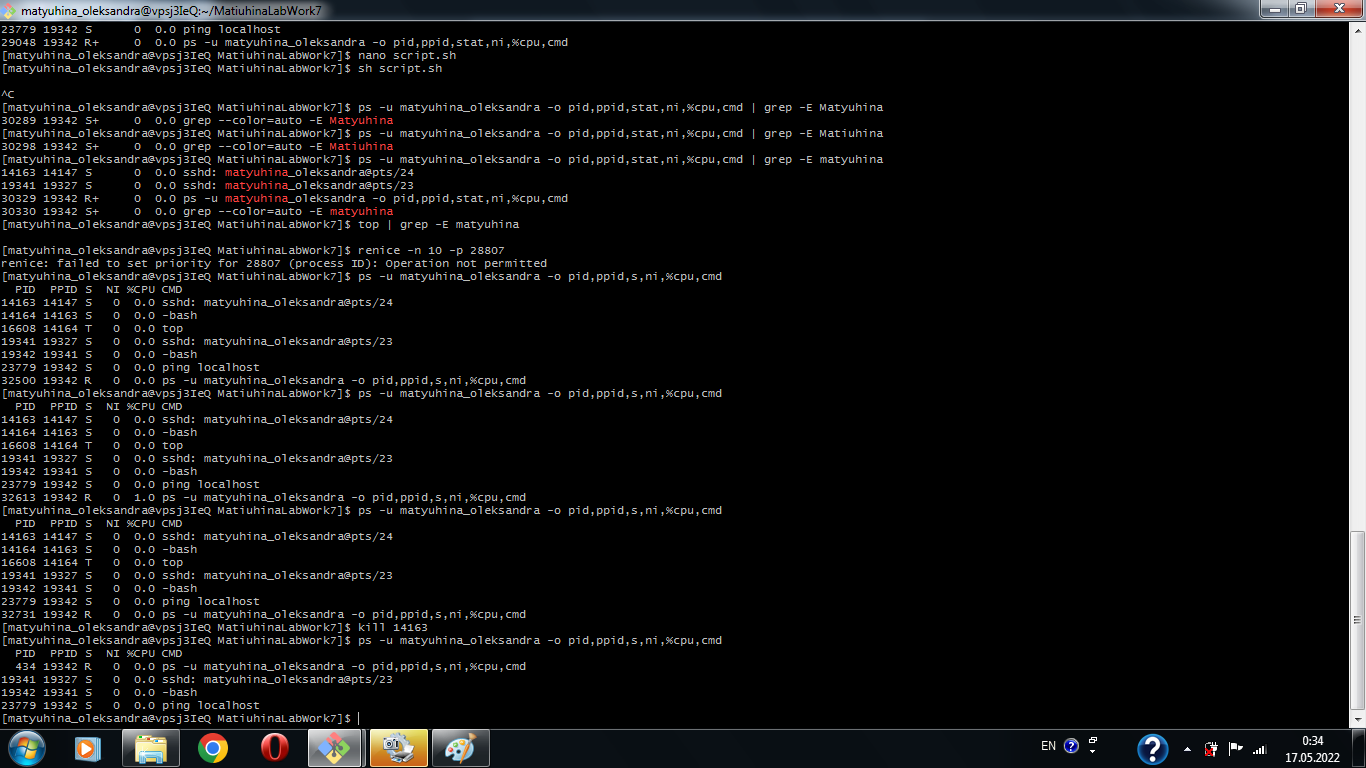 matyuhina_oleksandra@vpsj3IeQ:~/MatiuhinaLabWork7
23779 19342 S      0  0.0 ping localhost
29048 19342 R+     0  0.0 ps -u matyuhina_oleksandra -o pid,ppid,stat,ni,%cpu,cmd
[matyuhina_oleksandra@vpsj3IeQ MatiuhinaLabWork7]$ nano script.sh
[matyuhina_oleksandra@vpsj3IeQ MatiuhinaLabWork7]$ sh script.sh
^C
[matyuhina_oleksandra@vpsj3IeQ MatiuhinaLabWork7]$ ps -u matyuhina_oleksandra -o pid,ppid,stat,ni,%cpu,cmd | grep -E Matyuhina
30289 19342 S+     0  0.0 grep --color=auto -E Matyuhina
[matyuhina_oleksandra@vpsj3IeQ MatiuhinaLabWork7]$ ps -u matyuhina_oleksandra -o pid,ppid,stat,ni,%cpu,cmd | grep -E Matiuhina
30298 19342 S+     0  0.0 grep --color=auto -E Matiuhina
[matyuhina_oleksandra@vpsj3IeQ MatiuhinaLabWork7]$ ps -u matyuhina_oleksandra -o pid,ppid,stat,ni,%cpu,cmd | grep -E matyuhina
14163 14147 S      0  0.0 sshd: matyuhina_oleksandra@pts/24
19341 19327 S      0  0.0 sshd: matyuhina_oleksandra@pts/23
30329 19342 R+     0  0.0 ps -u matyuhina_oleksandra -o pid,ppid,stat,ni,%cpu,cmd
30330 19342 S+     0  0.0 grep --color=auto -E matyuhina
[matyuhina_oleksandra@vpsj3IeQ MatiuhinaLabWork7]$ top | grep -E matyuhina
[matyuhina_oleksandra@vpsj3IeQ MatiuhinaLabWork7]$ renice -n 10 -p 28807
renice: failed to set priority for 28807 (process ID): Operation not permitted
[matyuhina_oleksandra@vpsj3IeQ MatiuhinaLabWork7]$ ps -u matyuhina_oleksandra -o pid,ppid,s,ni,%cpu,cmd
  PID  PPID S  NI %CPU CMD
14163 14147 S   0  0.0 sshd: matyuhina_oleksandra@pts/24
14164 14163 S   0  0.0 -bash
16608 14164 T   0  0.0 top
19341 19327 S   0  0.0 sshd: matyuhina_oleksandra@pts/23
19342 19341 S   0  0.0 -bash
23779 19342 S   0  0.0 ping localhost
32500 19342 R   0  0.0 ps -u matyuhina_oleksandra -o pid,ppid,s,ni,%cpu,cmd
[matyuhina_oleksandra@vpsj3IeQ MatiuhinaLabWork7]$ ps -u matyuhina_oleksandra -o pid,ppid,s,ni,%cpu,cmd
  PID  PPID S  NI %CPU CMD
14163 14147 S   0  0.0 sshd: matyuhina_oleksandra@pts/24
14164 14163 S   0  0.0 -bash
16608 14164 T   0  0.0 top
19341 19327 S   0  0.0 sshd: matyuhina_oleksandra@pts/23
19342 19341 S   0  0.0 -bash
23779 19342 S   0  0.0 ping localhost
32613 19342 R   0  1.0 ps -u matyuhina_oleksandra -o pid,ppid,s,ni,%cpu,cmd
[matyuhina_oleksandra@vpsj3IeQ MatiuhinaLabWork7]$ ps -u matyuhina_oleksandra -o pid,ppid,s,ni,%cpu,cmd
  PID  PPID S  NI %CPU CMD
14163 14147 S   0  0.0 sshd: matyuhina_oleksandra@pts/24
14164 14163 S   0  0.0 -bash
16608 14164 T   0  0.0 top
19341 19327 S   0  0.0 sshd: matyuhina_oleksandra@pts/23
19342 19341 S   0  0.0 -bash
23779 19342 S   0  0.0 ping localhost
32731 19342 R   0  0.0 ps -u matyuhina_oleksandra -o pid,ppid,s,ni,%cpu,cmd
[matyuhina_oleksandra@vpsj3IeQ MatiuhinaLabWork7]$ kill 14163
[matyuhina_oleksandra@vpsj3IeQ MatiuhinaLabWork7]$ ps -u matyuhina_oleksandra -o pid,ppid,s,ni,%cpu,cmd
  PID  PPID S  NI %CPU CMD
  434 19342 R   0  0.0 ps -u matyuhina_oleksandra -o pid,ppid,s,ni,%cpu,cmd
19341 19327 S   0  0.0 sshd: matyuhina_oleksandra@pts/23
19342 19341 S   0  0.0 -bash
23779 19342 S   0  0.0 ping localhost
[matyuhina_oleksandra@vpsj3IeQ MatiuhinaLabWork7]$
EN
0:34
17.05.2022